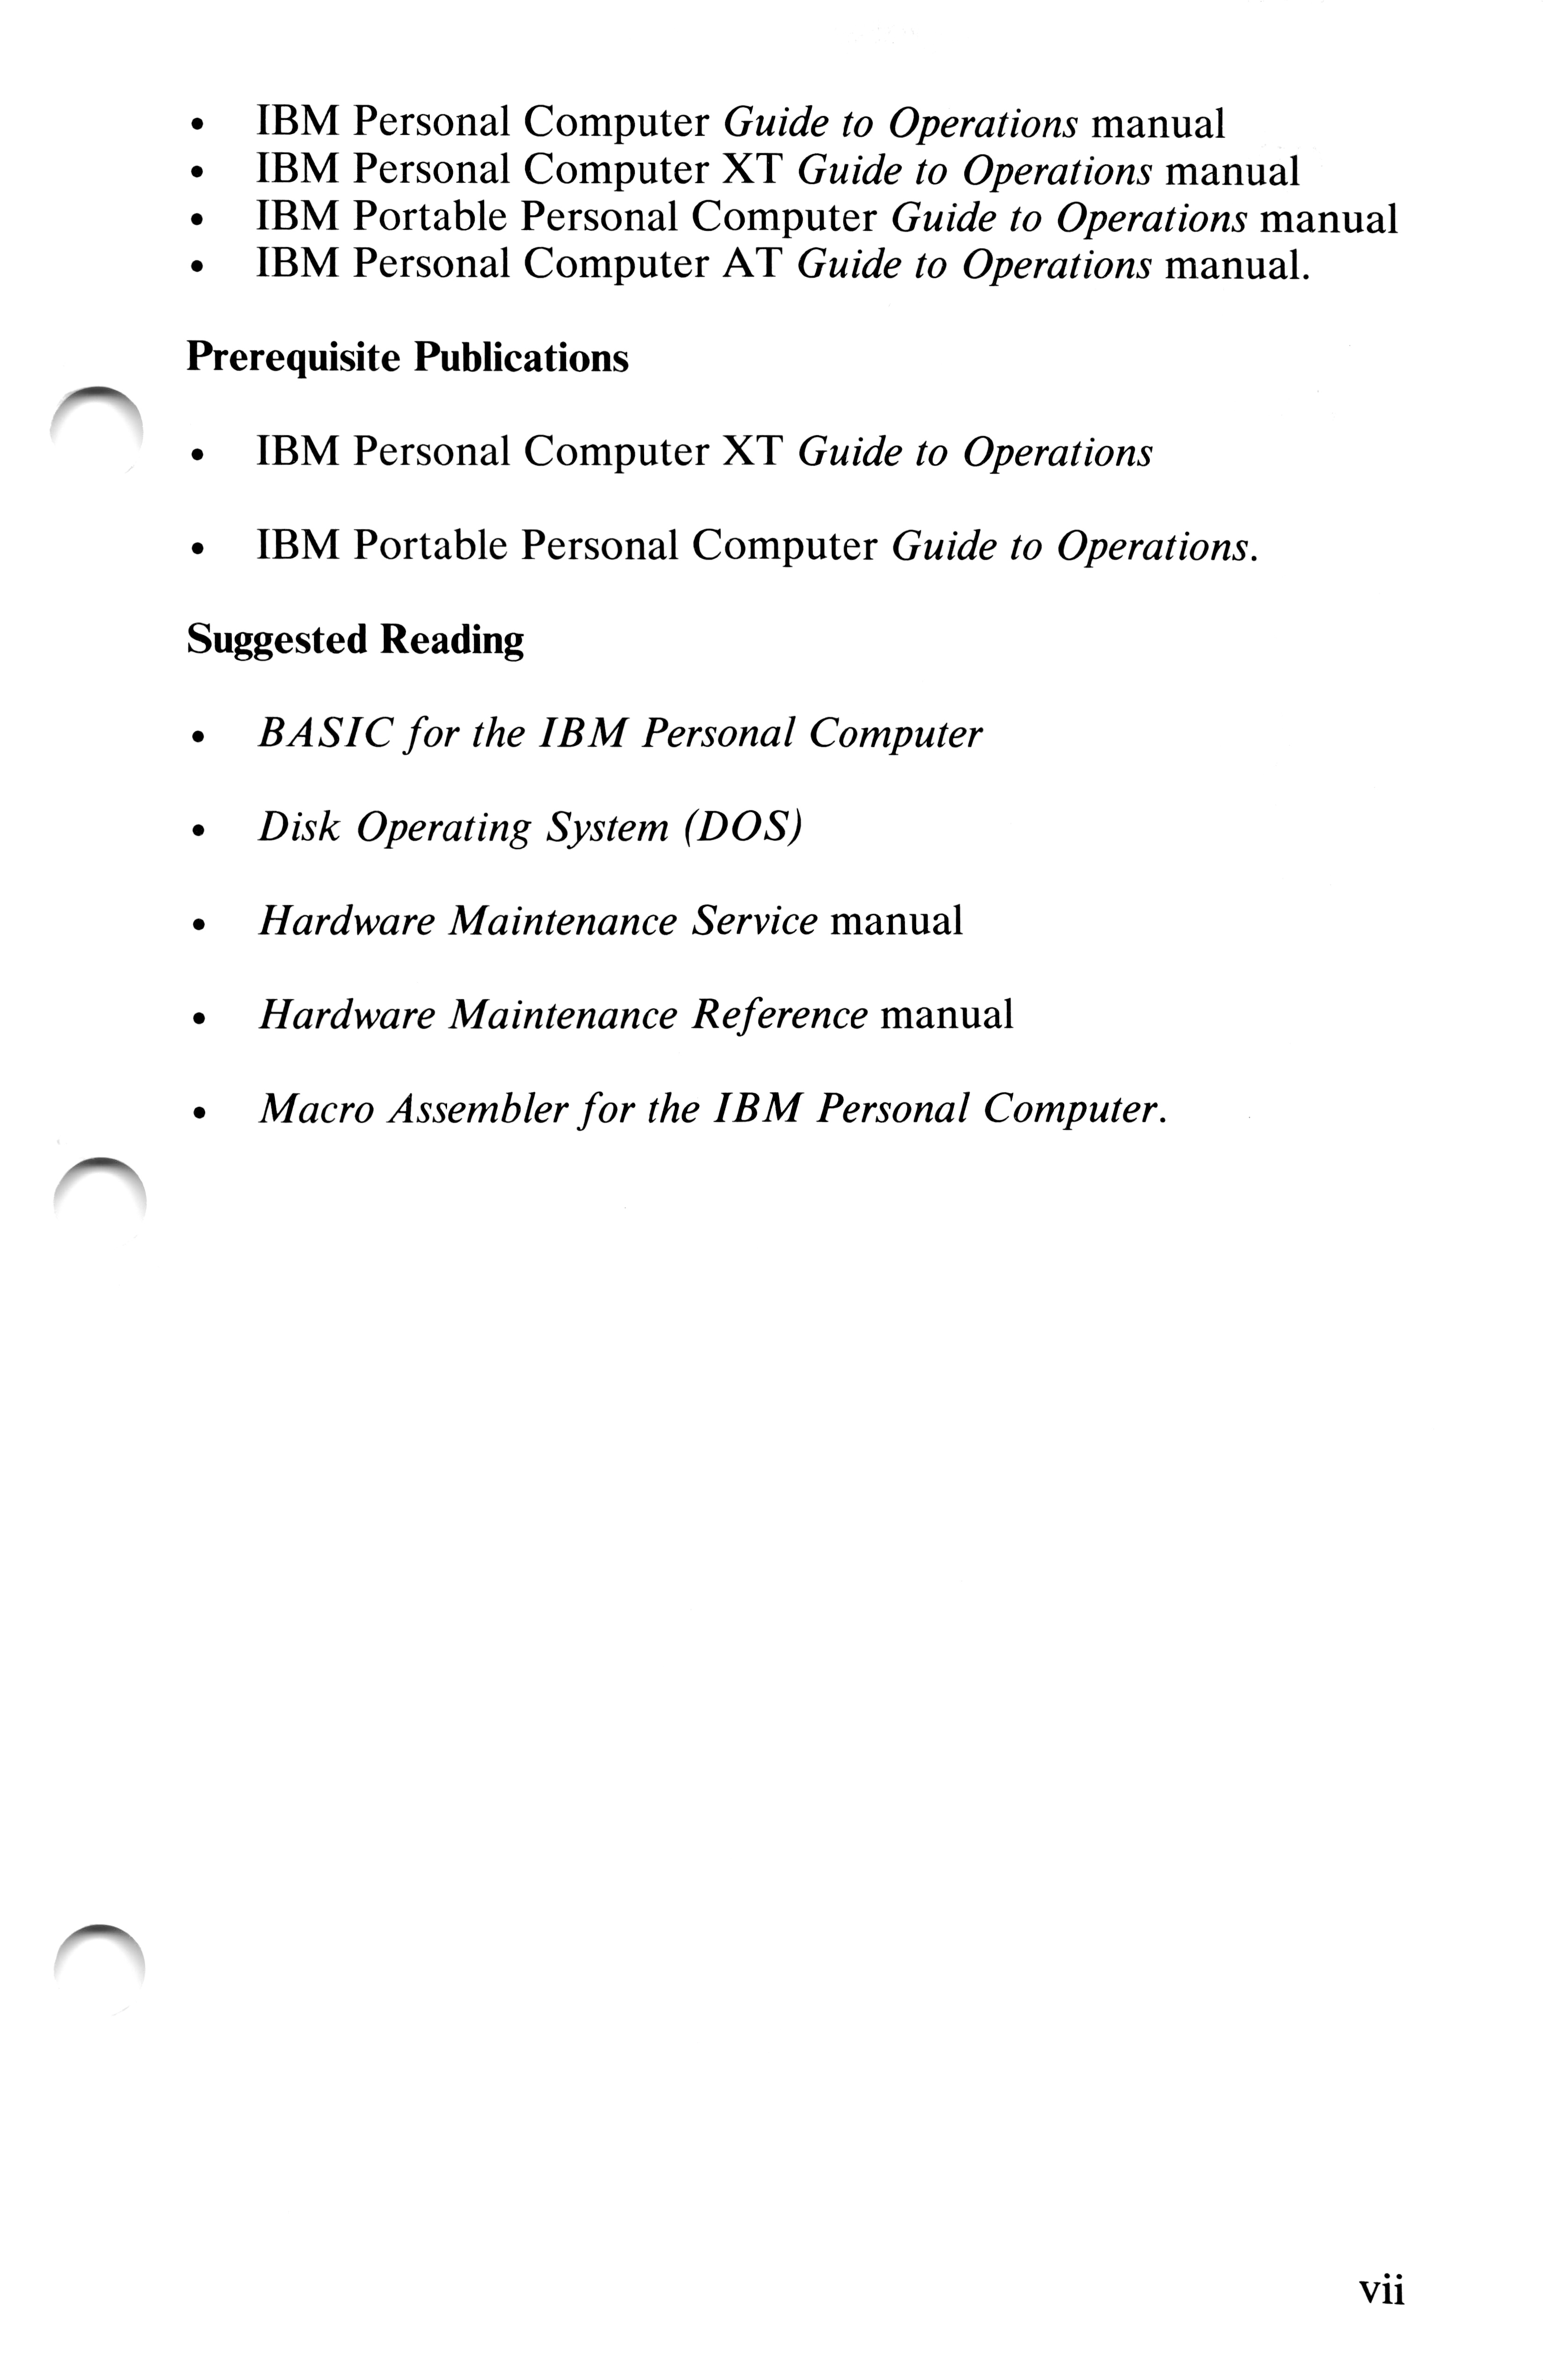 • IBM Personal Computer Guide to Operations manual
• IBM Personal Computer XT Guide to Operations manual
• IBM Portable Personal Computer Guide to Operations manual
• IBM Personal Computer AT Guide to Operations manual.
Prerequisite Publications
• IBM Personal Computer XT Guide to Operations
• IBM Portable Personal Computer Guide to Operations.
Suggested Reading
• BASIC for the IBM Personal Computer
• Disk Operating System (DOS)
• Hardware Maintenance Service manual
• Hardware Maintenance Reference manual
• Macro Assembler for the IBM Personal Computer.
vii